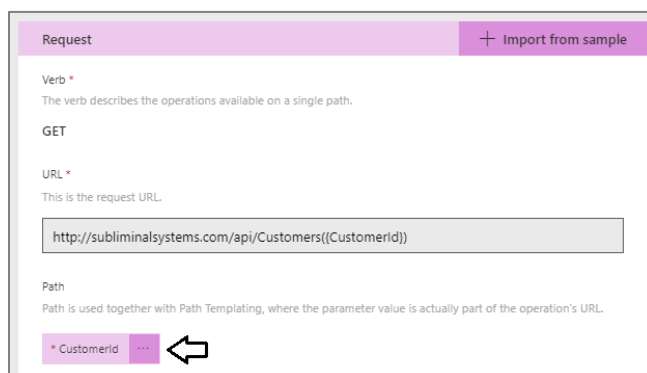 Request
+ Import from sample
Verb *
The verb describes the operations available on a single path.
GET
URL *
This is the request URL.
http://subliminalsystems.com/api/Customers({CustomerId})
Path
Path is used together with Path Templating, where the parameter value is actually part of the operation's URL.
* CustomerId ...